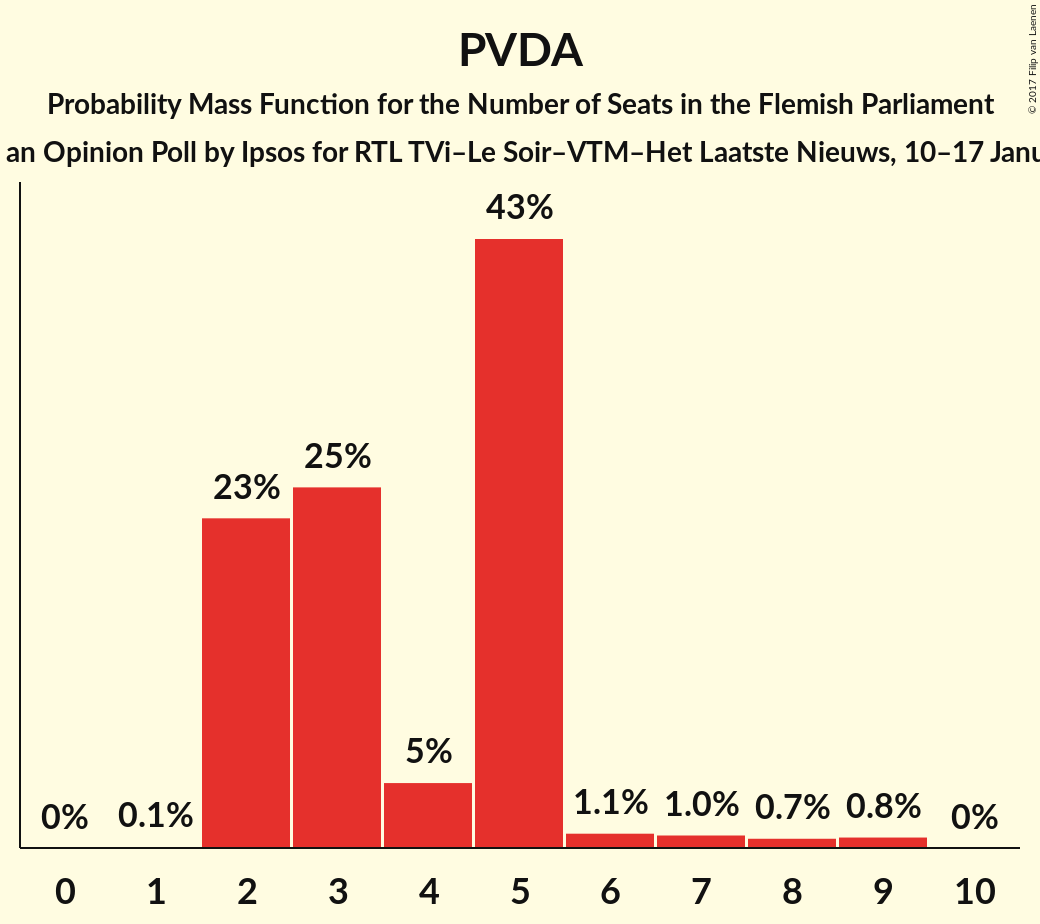 PVDA
Probability Mass Function for the Number of Seats in the Flemish Parliament
an Opinion Poll by Ipsos for RTL TVi–Le Soir–VTM–Het Laatste Nieuws, 10–17 Janu
© 2017 Filip van Laenen
43%
25%
23%
5%
0%
0.1%
1.1%
1.0%
0.7%
0.8%
0%
0 1 2 3 4 5 6 7 8 9 10